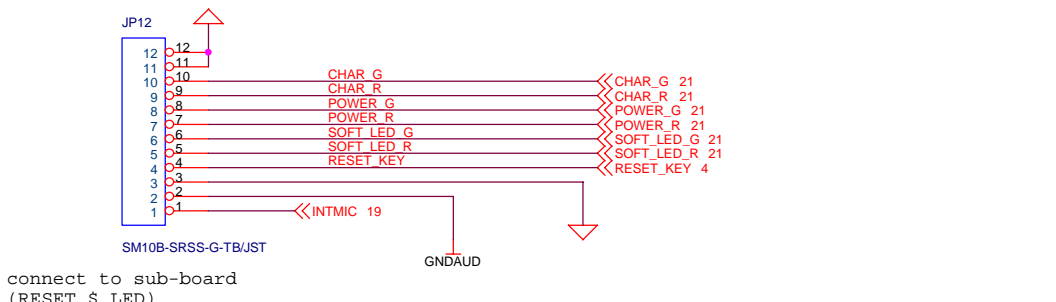 JP12
12 12
11 11
10 10 CHAR_G CHAR_G 21
9 9 CHAR_R CHAR_R 21
8 8 POWER_G POWER_G 21
7 7 POWER_R POWER_R 21
6 6 SOFT_LED_G SOFT_LED_G 21
5 5 SOFT_LED_R SOFT_LED_R 21
4 4 RESET_KEY RESET_KEY 4
3 3
2 2
1 1 INTMIC 19
SM10B-SRSS-G-TB/JST
GNDAUD
connect to sub-board
(RESET $ LED)